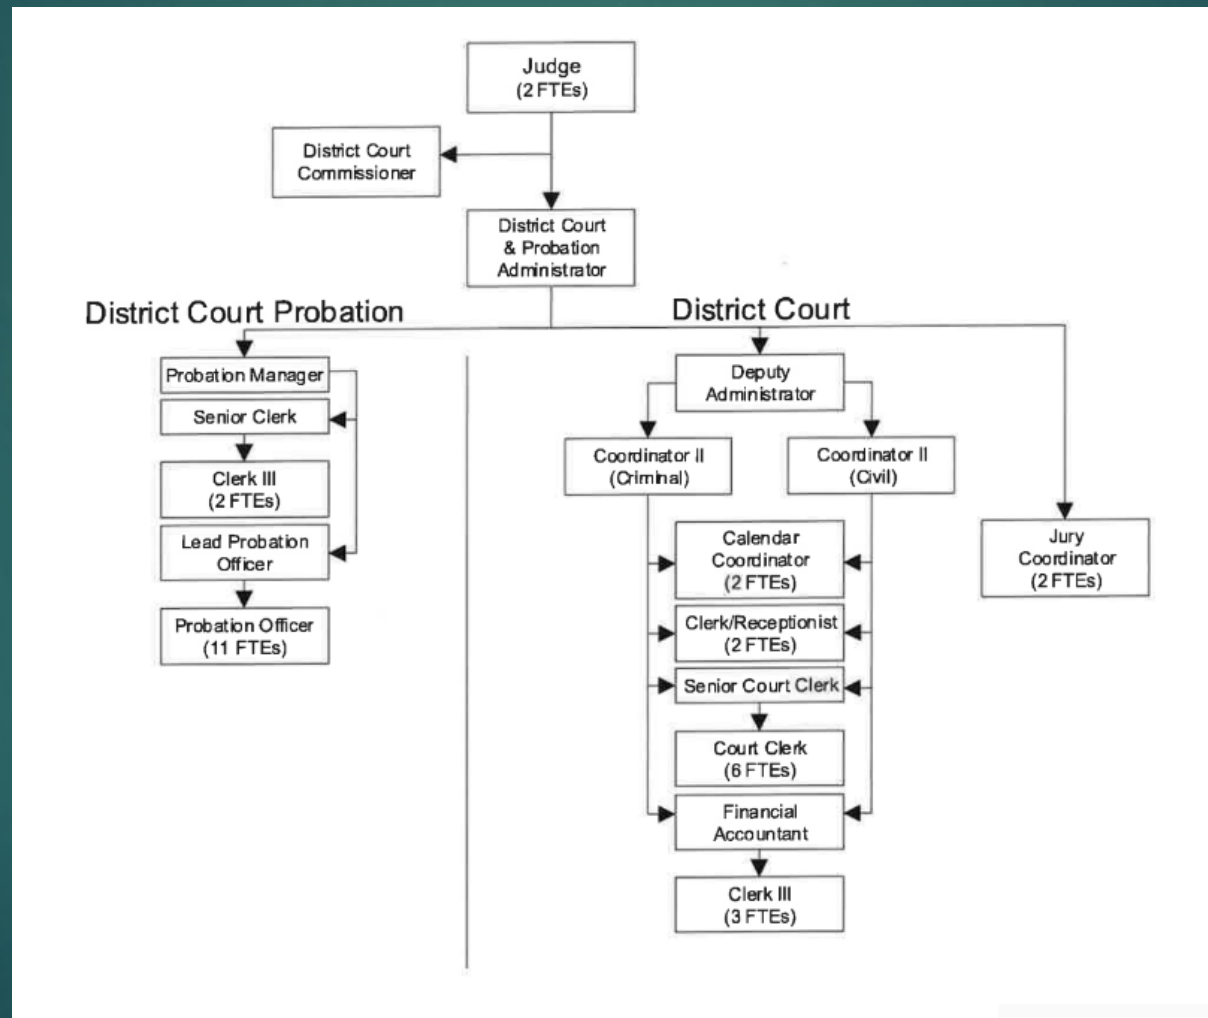 Judge
(2 FTEs)
District Court
Commissioner
District Court
& Probation
Administrator
District Court Probation
District Court
Probation Manager
Senior Clerk
Clerk III
(2 FTEs)
Lead Probation
Officer
Probation Officer
(11 FTEs)
Deputy
Administrator
Coordinator II
(Criminal)
Coordinator II
(Civil)
Calendar
Coordinator
(2 FTEs)
Clerk/Receptionist
(2 FTEs)
Senior Court Clerk
Court Clerk
(6 FTEs)
Financial
Accountant
Clerk III
(3 FTEs)
Jury
Coordinator
(2 FTEs)